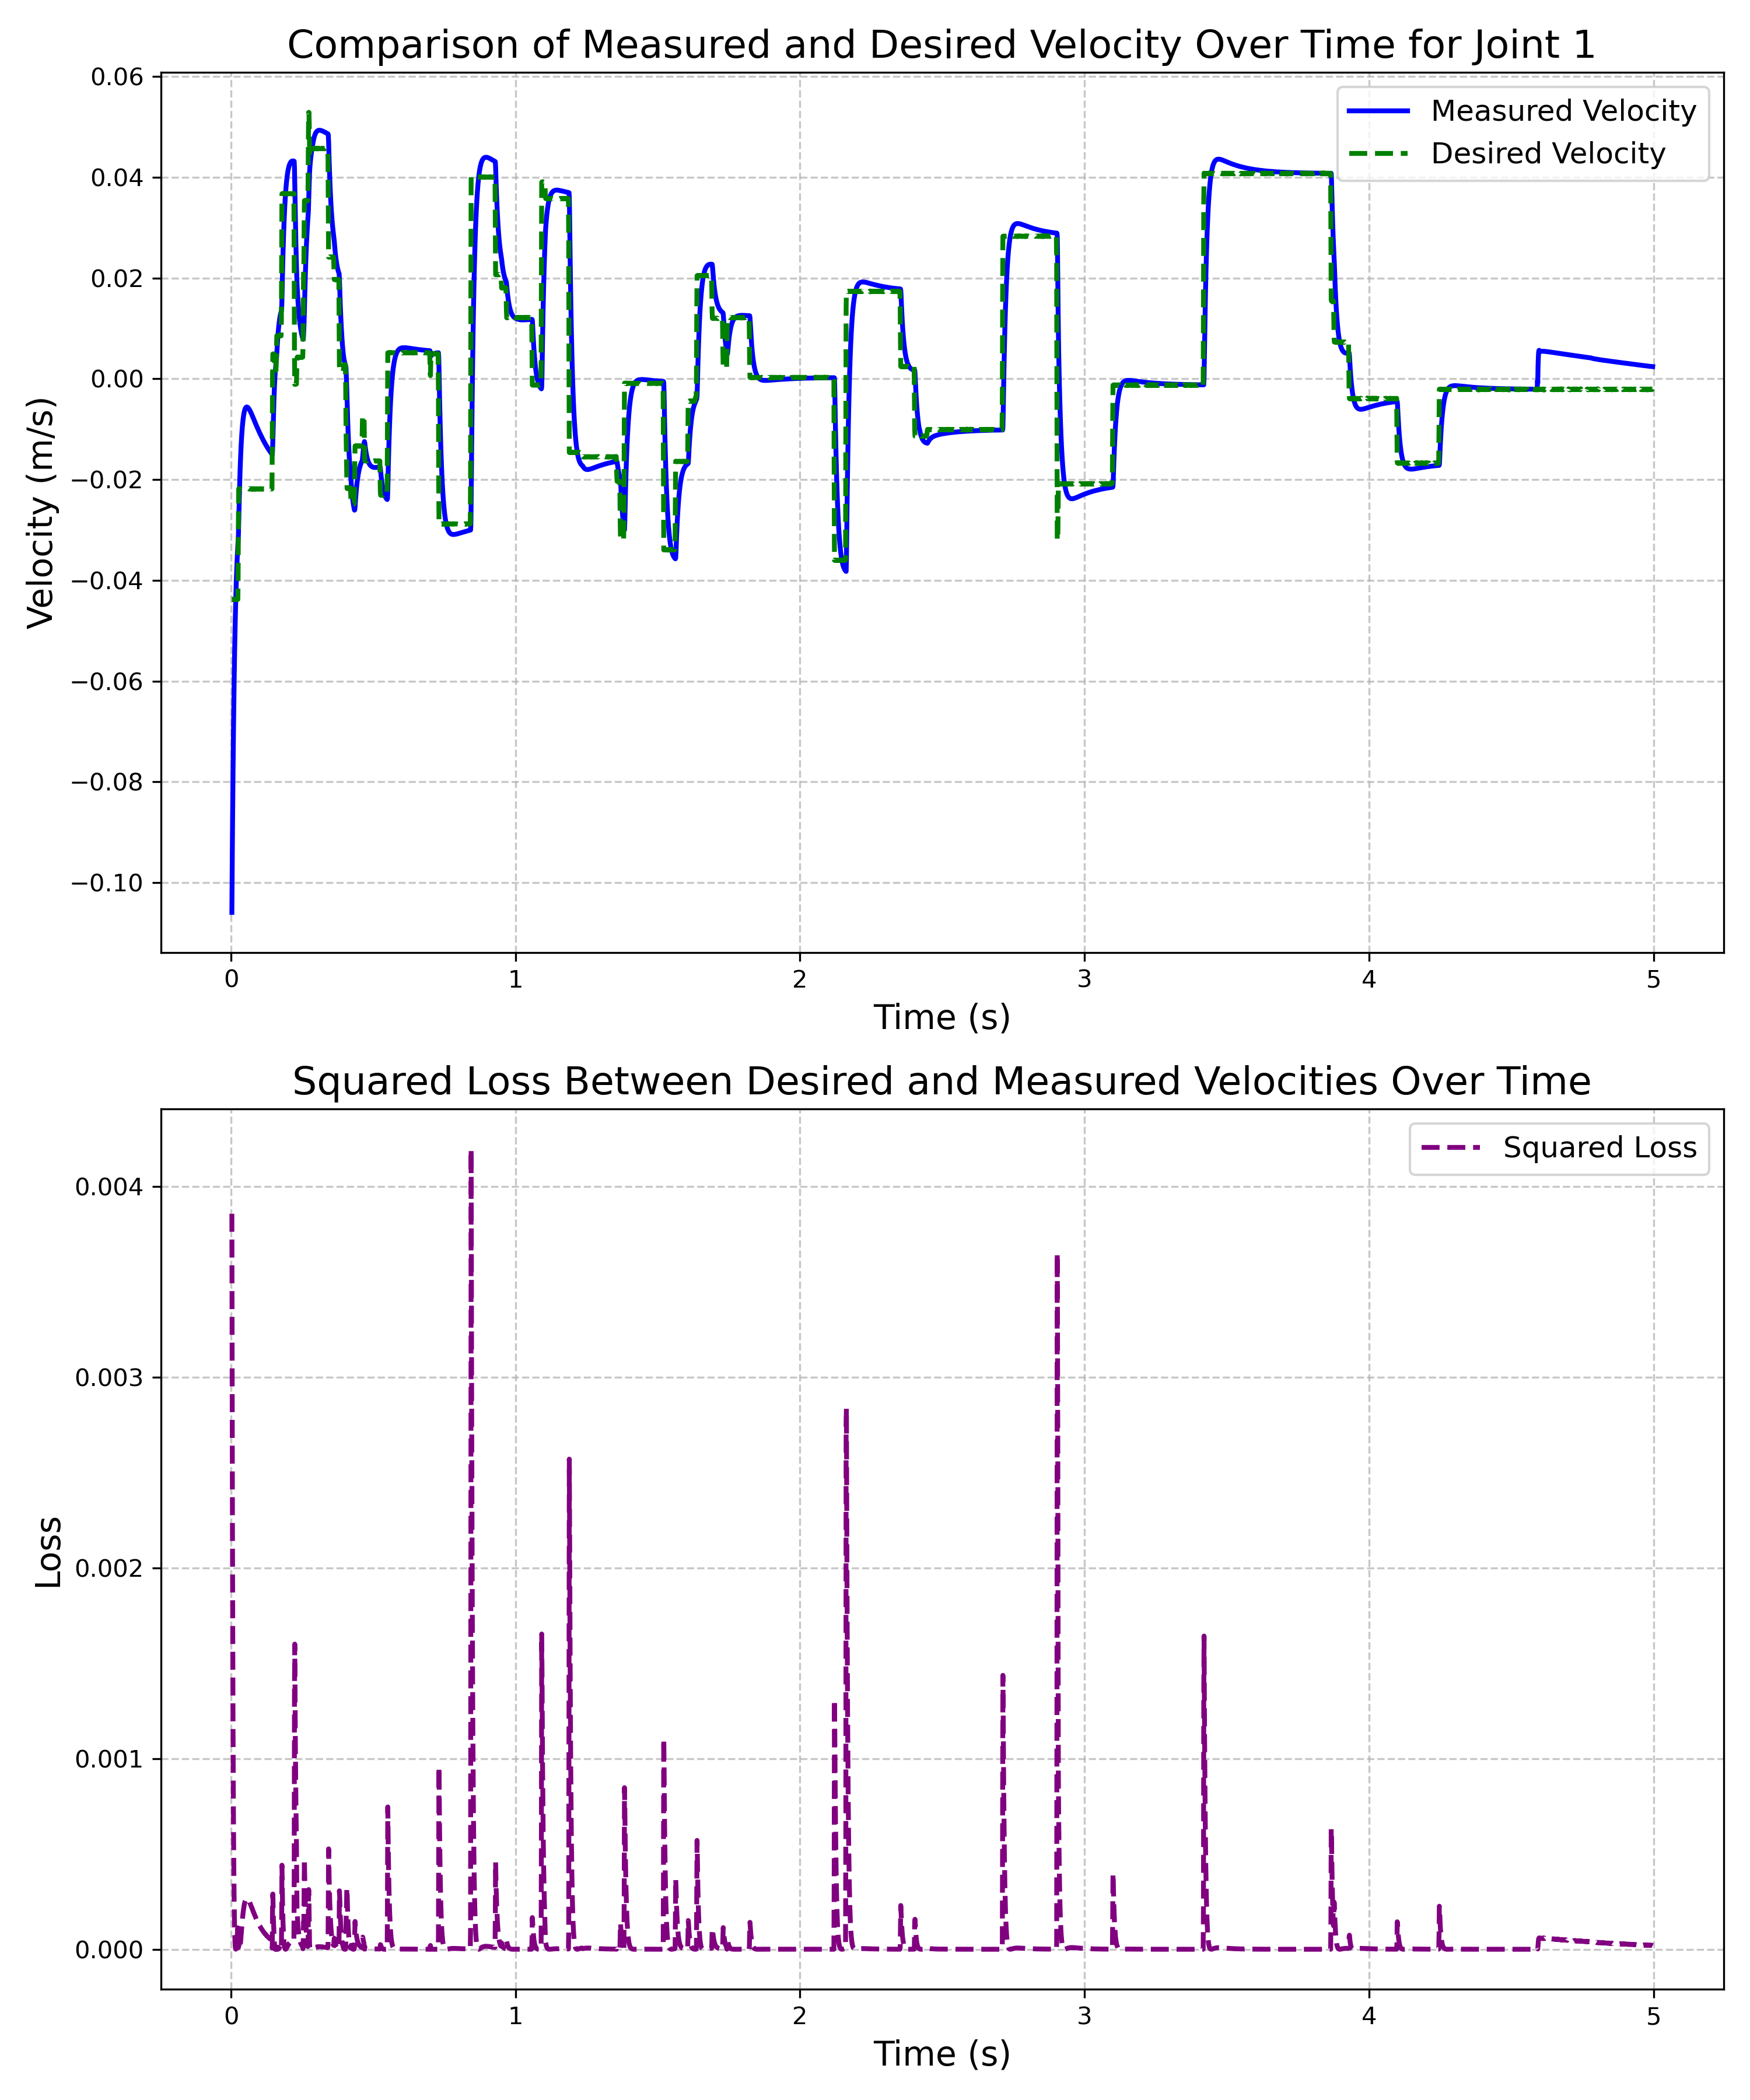 Comparison of Measured and Desired Velocity Over Time for Joint 1
Measured Velocity
Desired Velocity
0.06
0.04
0.02
0.00
−0.02
−0.04
−0.06
−0.08
−0.10
Velocity (m/s)
0 1 2 3 4 5
Time (s)
Squared Loss Between Desired and Measured Velocities Over Time
Squared Loss
0.004
0.003
0.002
0.001
0.000
Loss
0 1 2 3 4 5
Time (s)